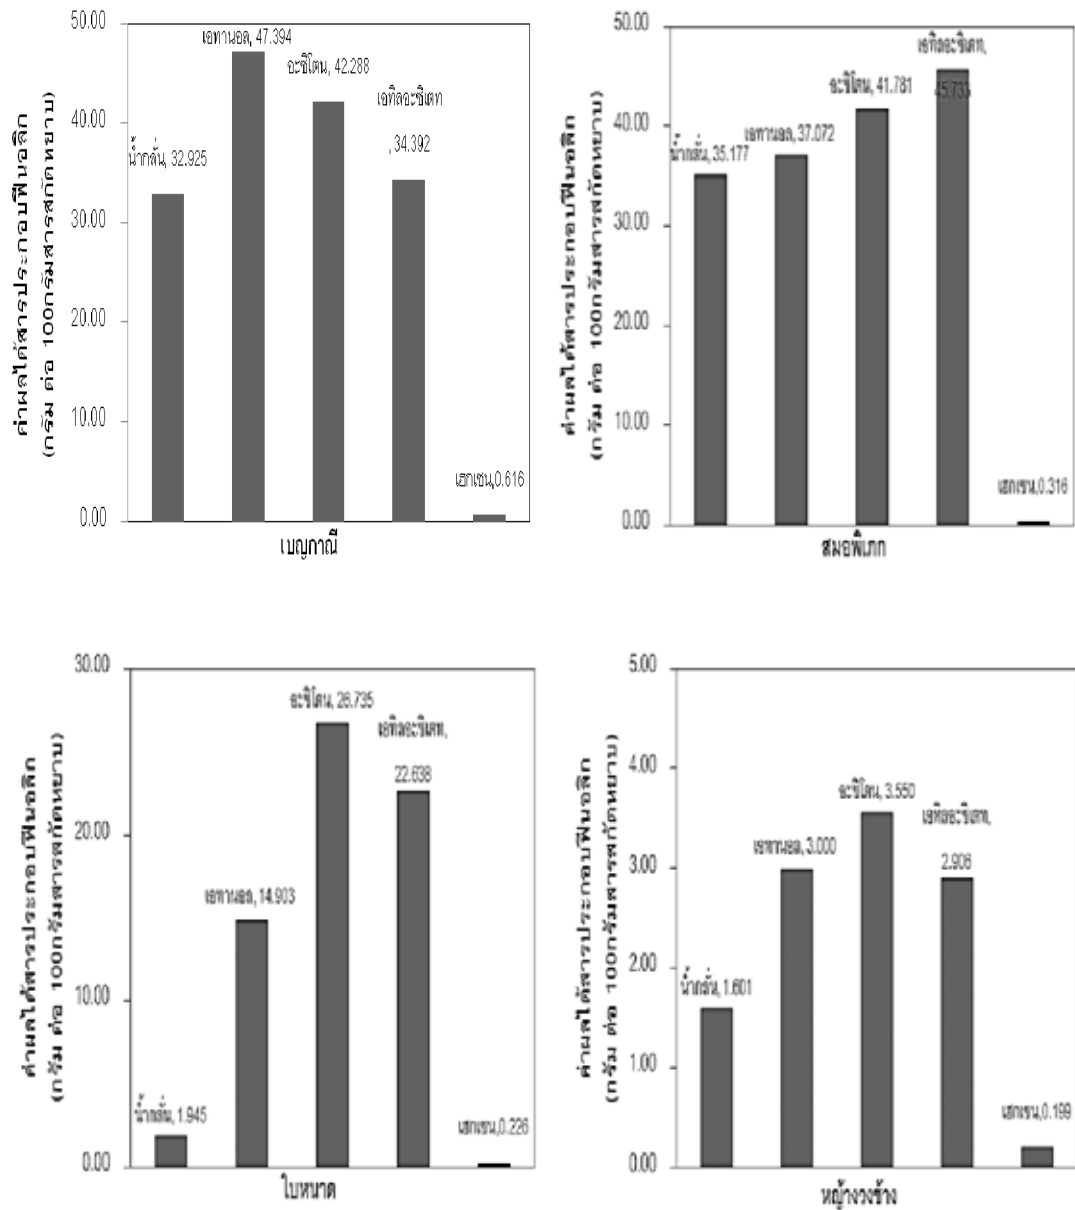 ค่าผลได้สารประกอบฟีนอลิก
(กรัม ต่อ 100กรัมสารสกัดหยาบ)
50.00
40.00
30.00
20.00
10.00
0.00
น้ำกลั่น, 32.925
เอทานอล, 47.394
อะซิโตน, 42.288
เอทิลอะซิเตท
, 34.392
เฮกเซน,0.616
เบญกาณี
ค่าผลได้สารประกอบฟีนอลิก
(กรัม ต่อ 100กรัมสารสกัดหยาบ)
50.00
40.00
30.00
20.00
10.00
0.00
น้ำกลั่น, 35.177
เอทานอล, 37.072
อะซิโตน, 41.781
เอทิลอะซิเตท,
45.733
เฮกเซน,0.316
สมอพิเภก
ค่าผลได้สารประกอบฟีนอลิก
(กรัม ต่อ 100กรัมสารสกัดหยาบ)
30.00
20.00
10.00
0.00
น้ำกลั่น, 1.945
เอทานอล, 14.903
อะซิโตน, 26.735
เอทิลอะซิเตท,
22.638
เฮกเซน,0.226
ใบหนาด
ค่าผลได้สารประกอบฟีนอลิก
(กรัม ต่อ 100กรัมสารสกัดหยาบ)
5.00
4.00
3.00
2.00
1.00
0.00
น้ำกลั่น, 1.601
เอทานอล, 3.000
อะซิโตน, 3.550
เอทิลอะซิเตท,
2.906
เฮกเซน,0.199
หญ้างวงช้าง